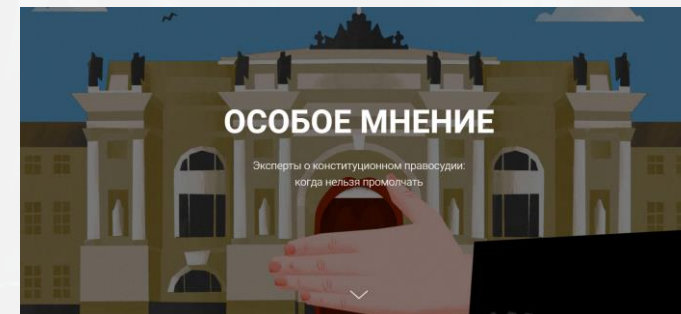 ОСОБОЕ МНЕНИЕ
Эксперты о конституционном правосудии:
когда нельзя промолчать